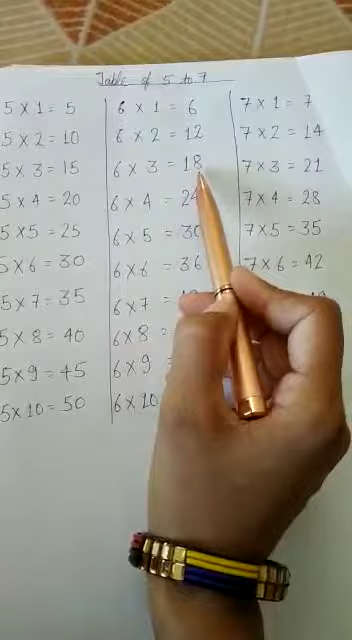 Table of 5 to 7
5 × 1 = 5
5 × 2 = 10
5 × 3 = 15
5 × 4 = 20
5 × 5 = 25
5 × 6 = 30
5 × 7 = 35
5 × 8 = 40
5 × 9 = 45
5 × 10 = 50
6 × 1 = 6
6 × 2 = 12
6 × 3 = 18
6 × 4 = 24
6 × 5 = 30
6 × 6 = 36
6 × 7 =
6 × 8 =
6 × 9 =
6 × 10
7 × 1 = 7
7 × 2 = 14
7 × 3 = 21
7 × 4 = 28
7 × 5 = 35
7 × 6 = 42